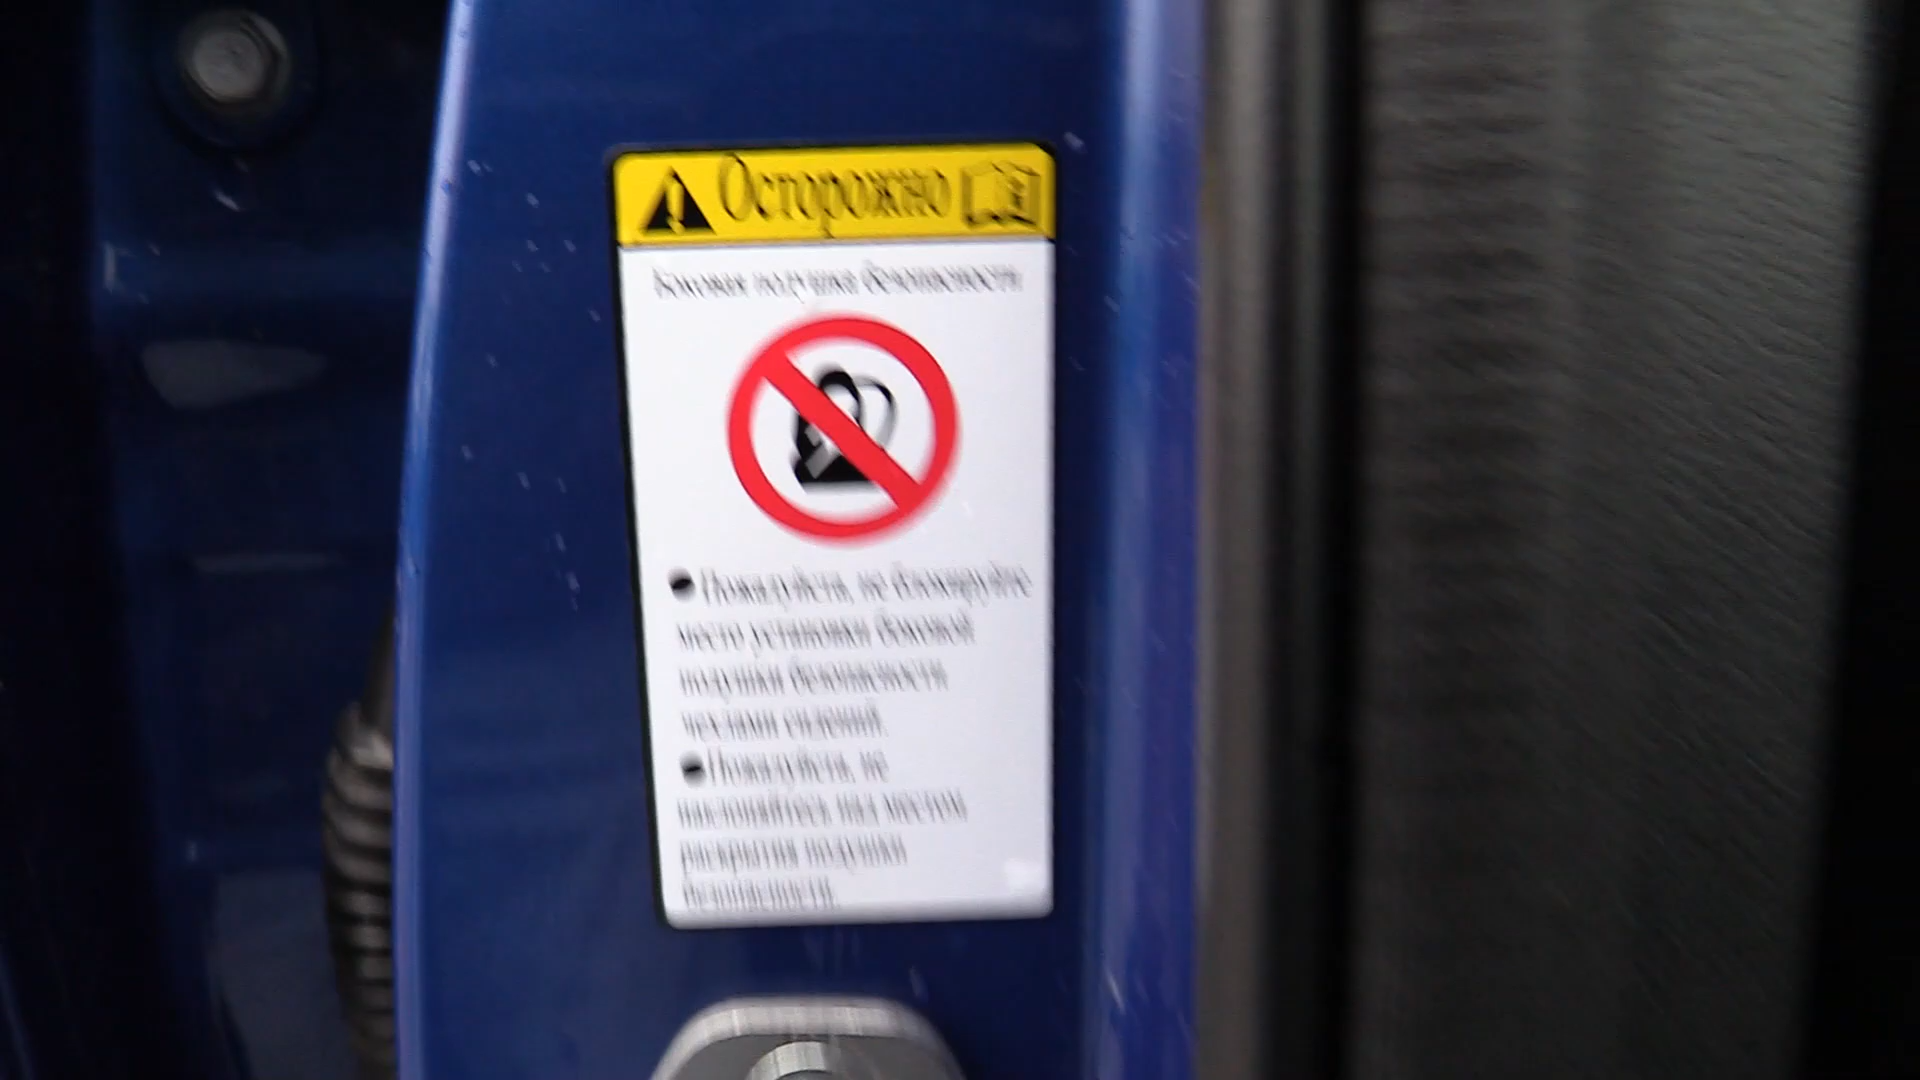 Осторожно
Боковая подушка безопасности
Пожалуйста, не блокируйте
место установки боковой
подушки безопасности
чехлами сидений.
Пожалуйста, не
наклоняйтесь над местом
раскрытия подушки
безопасности.